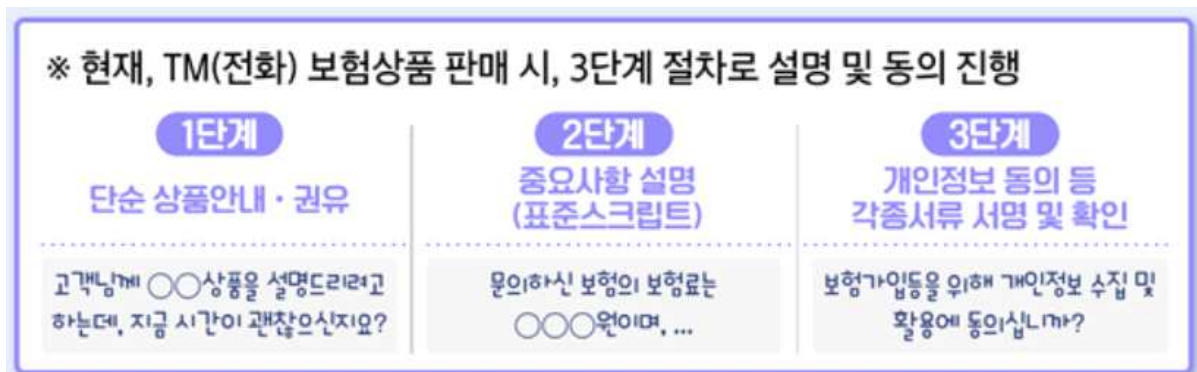 ※ 현재, TM(전화) 보험상품 판매 시, 3단계 절차로 설명 및 동의 진행
1단계
단순 상품안내 · 권유
고객님께 ○○상품을 설명드리려고
하는데, 지금 시간이 괜찮으신지요?
2단계
중요사항 설명
(표준스크립트)
문의하신 보험의 보험료는
○○○원이며, ...
3단계
개인정보 동의 등
각종서류 서명 및 확인
보험가입등을 위해 개인정보 수집 및
활용에 동의십니까?